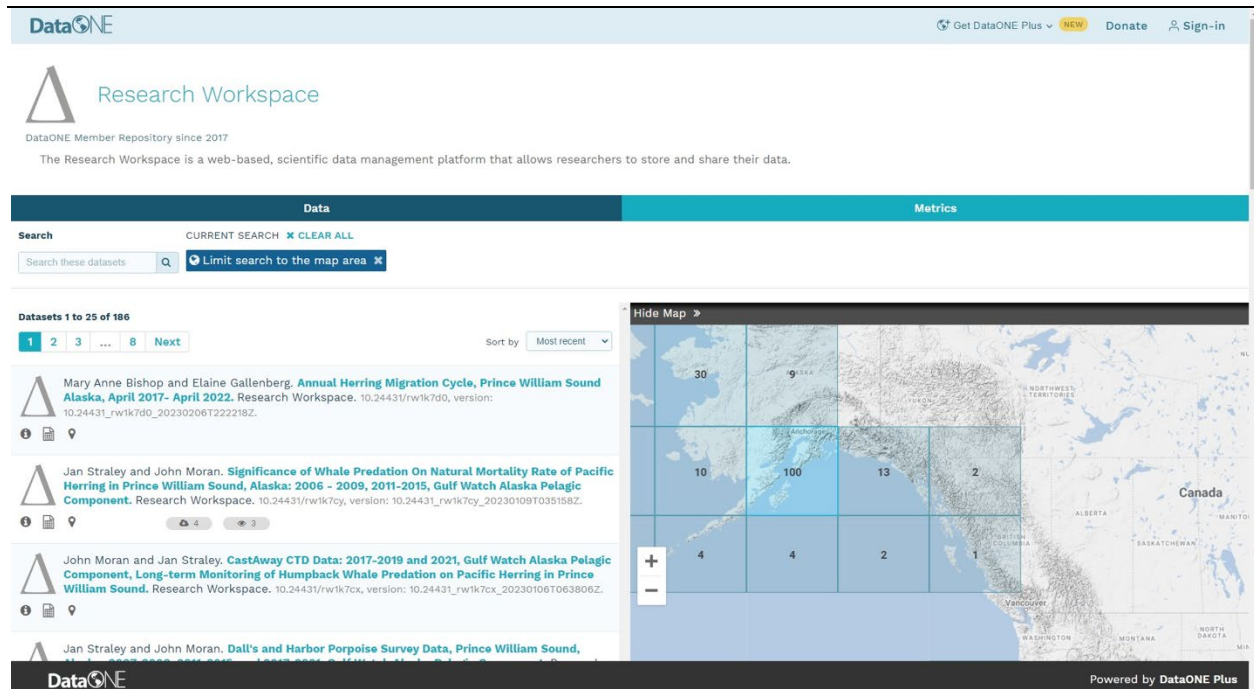 DataONE
Get DataONE Plus NEW Donate Sign-in
Research Workspace
DataONE Member Repository since 2017
The Research Workspace is a web-based, scientific data management platform that allows researchers to store and share their data.
Data Metrics
Search CURRENT SEARCH ✖ CLEAR ALL
Search these datasets Limit search to the map area ✖
Datasets 1 to 25 of 186
1 2 3 ... 8 Next
Sort by Most recent
Mary Anne Bishop and Elaine Gallenberg. Annual Herring Migration Cycle, Prince William Sound
Alaska, April 2017- April 2022. Research Workspace. 10.24431/rw1k7d0, version:
10.24431_rw1k7d0_20230206T222218Z.
Jan Straley and John Moran. Significance of Whale Predation On Natural Mortality Rate of Pacific
Herring in Prince William Sound, Alaska: 2006 - 2009, 2011-2015, Gulf Watch Alaska Pelagic
Component. Research Workspace. 10.24431/rw1k7cy, version: 10.24431_rw1k7cy_20230109T035158Z.
4 3
John Moran and Jan Straley. CastAway CTD Data: 2017-2019 and 2021, Gulf Watch Alaska Pelagic
Component, Long-term Monitoring of Humpback Whale Predation on Pacific Herring in Prince
William Sound. Research Workspace. 10.24431/rw1k7cx, version: 10.24431_rw1k7cx_20230106T063806Z.
Jan Straley and John Moran. Dall's and Harbor Porpoise Survey Data, Prince William Sound,
Hide Map »
30 9 ALASKA
NORTHWEST
TERRITORIES
YUKON
NU
Anchorage
10 100 13 2
Canada
ALBERTA
MANITO
BRITISH
COLUMBIA
SASKATCHEWAN
4 4 2 1
+
−
Vancouver
WASHINGTON
MONTANA
NORTH
DAKOTA
MIN
DataONE
Powered by DataONE Plus